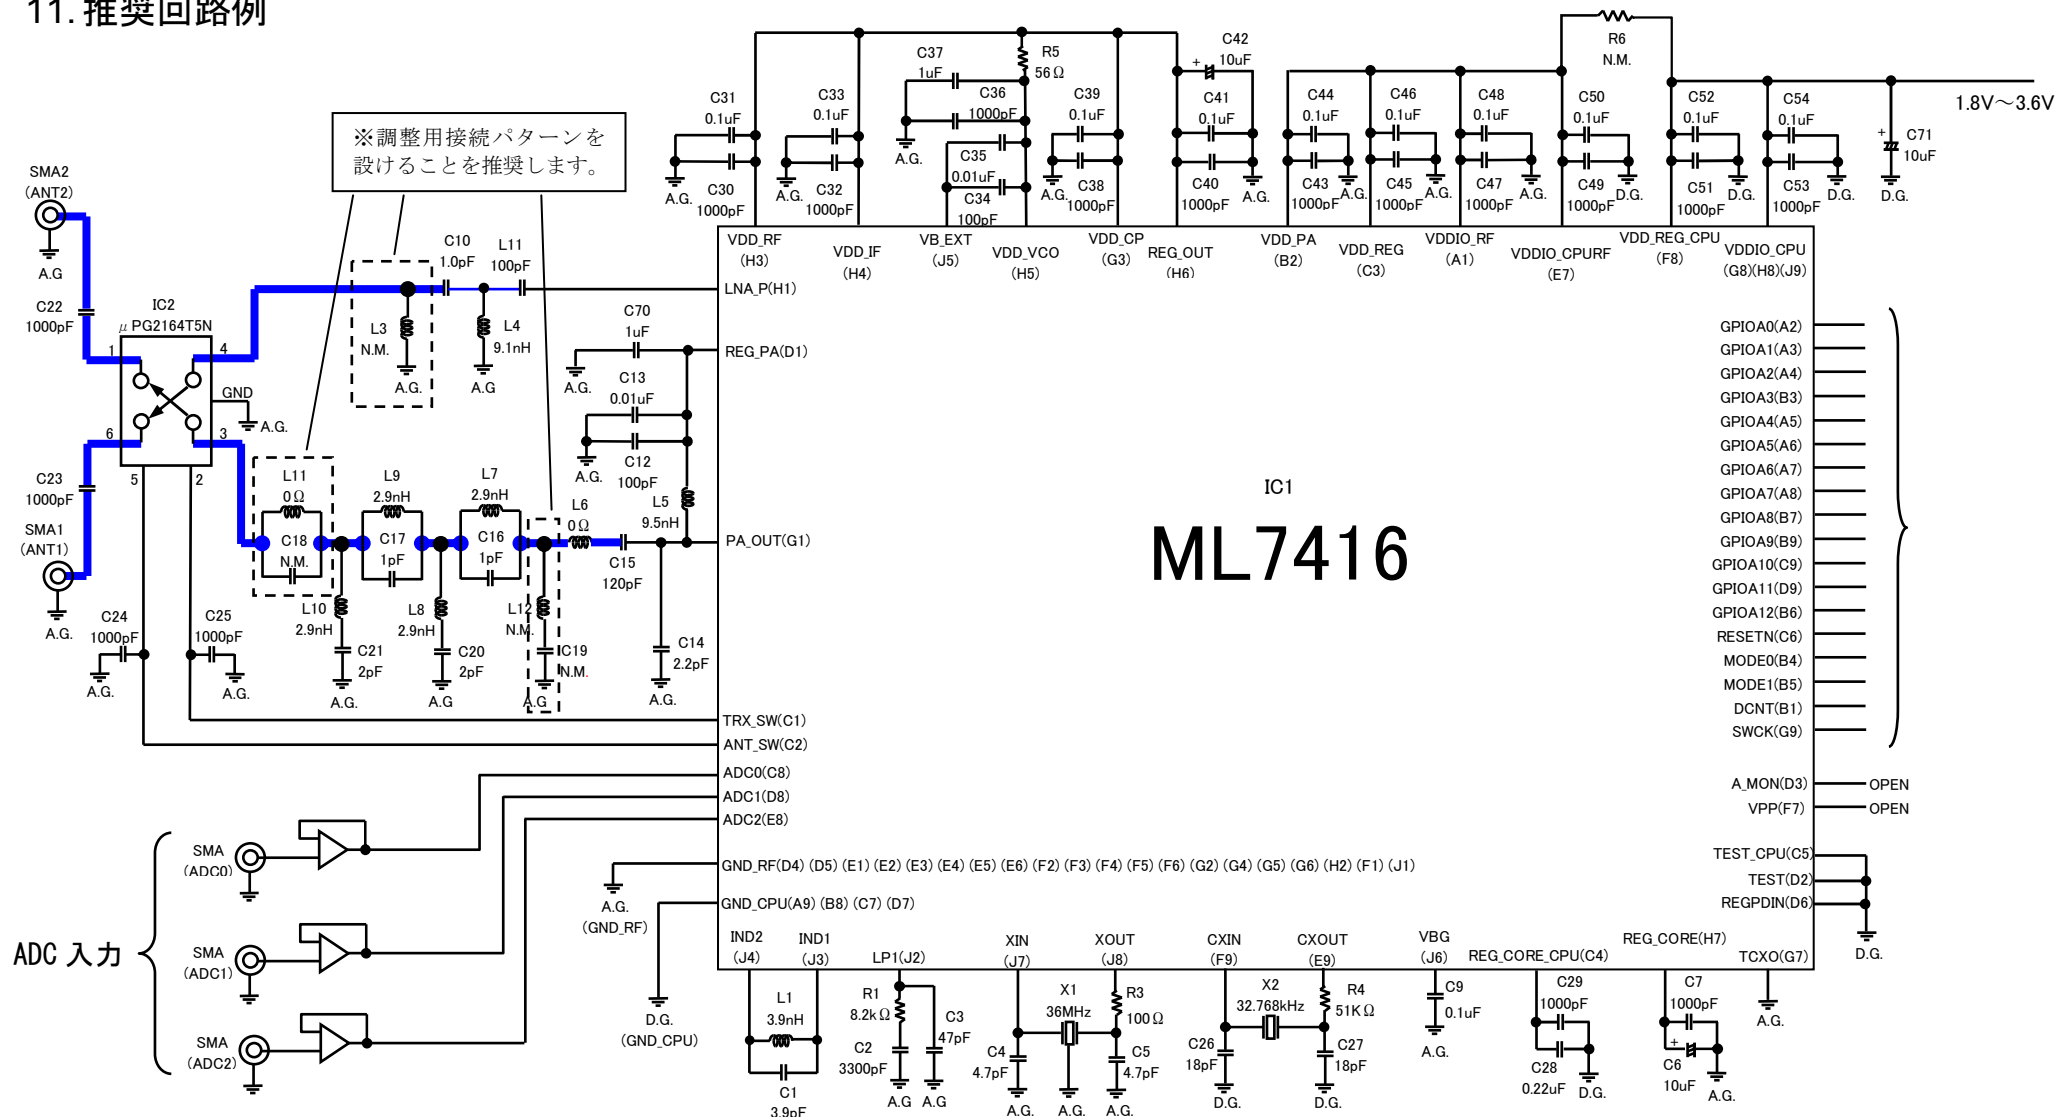 11. 推奨回路例
※調整用接続パターンを
設けることを推奨します。
SMA2
(ANT2)
A.G
C22
1000pF
IC2
μPG2164T5N
1
4
GND
A.G.
6
3
5
2
C23
1000pF
SMA1
(ANT1)
A.G.
C24
1000pF
A.G.
C25
1000pF
A.G.
C10
1.0pF
L11
100pF
L3
N.M.
A.G.
L4
9.1nH
A.G
L11
0Ω
C18
N.M.
L9
2.9nH
C17
1pF
L7
2.9nH
C16
1pF
L6
0Ω
C15
120pF
L10
2.9nH
C21
2pF
A.G.
L8
2.9nH
C20
2pF
A.G
L12
N.M.
C19
N.M.
A.G
C14
2.2pF
A.G.
C70
1uF
A.G.
C13
0.01uF
C12
100pF
A.G.
L5
9.5nH
C31
0.1uF
A.G.
C30
1000pF
C33
0.1uF
A.G.
C32
1000pF
C37
1uF
C36
1000pF
A.G.
R5
56Ω
C35
0.01uF
C34
100pF
C39
0.1uF
A.G.
C38
1000pF
C42
10uF
+
C41
0.1uF
C40
1000pF
A.G.
C44
0.1uF
C43
1000pF
A.G.
C46
0.1uF
C45
1000pF
A.G.
C48
0.1uF
C47
1000pF
A.G.
C50
0.1uF
C49
1000pF
D.G.
R6
N.M.
C52
0.1uF
C51
1000pF
D.G.
C54
0.1uF
C53
1000pF
D.G.
+
C71
10uF
D.G.
1.8V～3.6V
VDD_RF
(H3)
VDD_IF
(H4)
VB_EXT
(J5)
VDD_VCO
(H5)
VDD_CP
(G3)
REG_OUT
(H6)
VDD_PA
(B2)
VDD_REG
(C3)
VDDIO_RF
(A1)
VDDIO_CPURF
(E7)
VDD_REG_CPU
(F8)
VDDIO_CPU
(G8)(H8)(J9)
LNA_P(H1)
REG_PA(D1)
PA_OUT(G1)
TRX_SW(C1)
ANT_SW(C2)
ADC0(C8)
ADC1(D8)
ADC2(E8)
IC1
ML7416
GPIOA0(A2)
GPIOA1(A3)
GPIOA2(A4)
GPIOA3(B3)
GPIOA4(A5)
GPIOA5(A6)
GPIOA6(A7)
GPIOA7(A8)
GPIOA8(B7)
GPIOA9(B9)
GPIOA10(C9)
GPIOA11(D9)
GPIOA12(B6)
RESETN(C6)
MODE0(B4)
MODE1(B5)
DCNT(B1)
SWCK(G9)
A_MON(D3)
OPEN
VPP(F7)
OPEN
TEST_CPU(C5)
TEST(D2)
REGPDIN(D6)
D.G.
ADC 入力
SMA
(ADC0)
SMA
(ADC1)
SMA
(ADC2)
GND_RF(D4) (D5) (E1) (E2) (E3) (E4) (E5) (E6) (F2) (F3) (F4) (F5) (F6) (G2) (G4) (G5) (G6) (H2) (F1) (J1)
A.G.
(GND_RF)
GND_CPU(A9) (B8) (C7) (D7)
D.G.
(GND_CPU)
IND2
(J4)
IND1
(J3)
LP1(J2)
XIN
(J7)
XOUT
(J8)
CXIN
(F9)
CXOUT
(E9)
VBG
(J6)
REG_CORE_CPU(C4)
REG_CORE(H7)
TCXO(G7)
L1
3.9nH
C1
3.9pF
R1
8.2kΩ
C2
3300pF
A.G
C3
47pF
A.G
X1
36MHz
C4
4.7pF
A.G.
A.G.
R3
100Ω
C5
4.7pF
A.G.
X2
32.768kHz
C26
18pF
D.G.
R4
51KΩ
C27
18pF
D.G.
C9
0.1uF
A.G.
C29
1000pF
C28
0.22uF
D.G.
C7
1000pF
+
C6
10uF
A.G.
A.G.